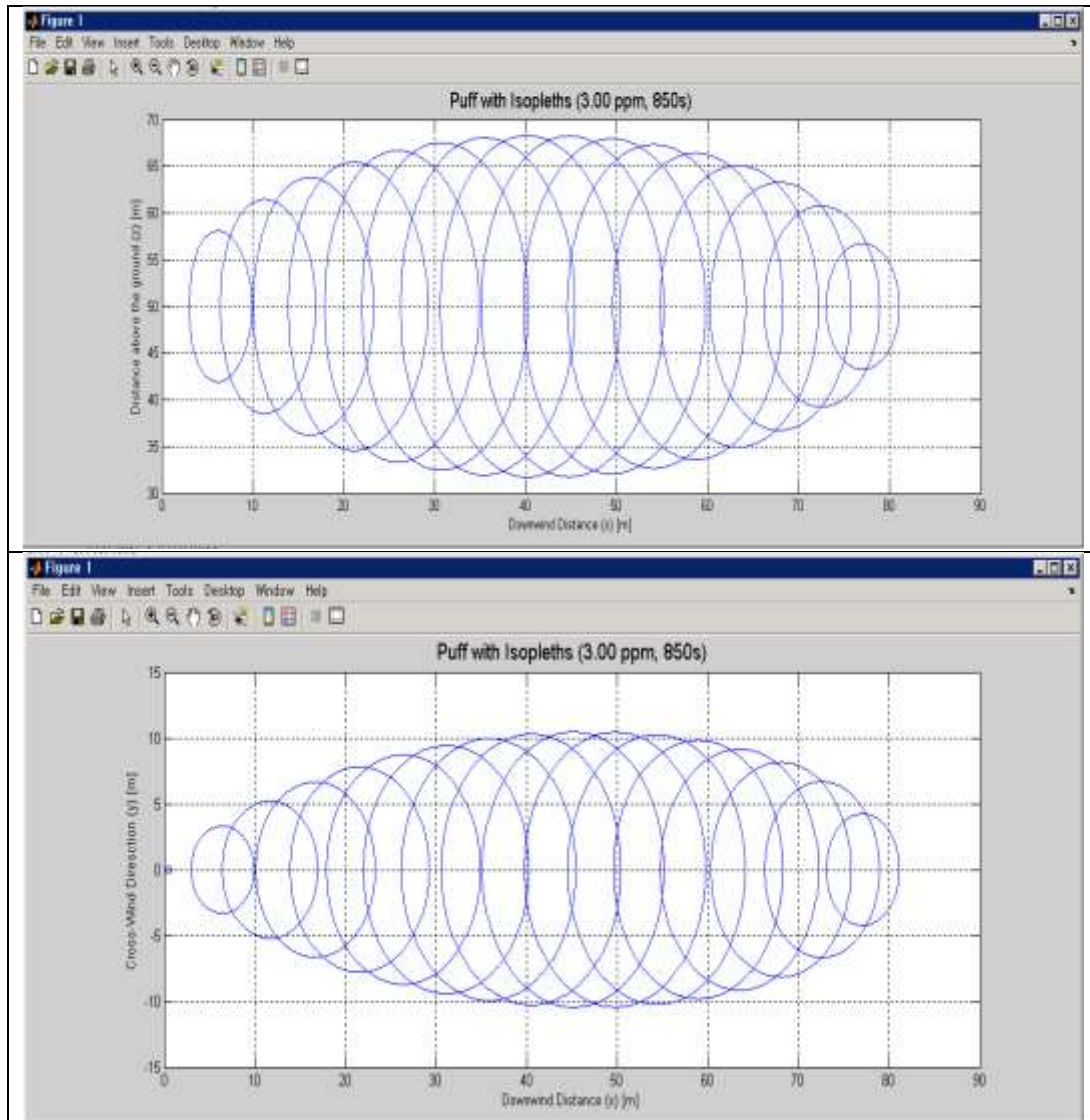 Figure 1
File Edit View Insert Tools Desktop Window Help
Puff with Isopleths (3.00 ppm, 850s)
70
65
60
55
50
45
40
35
30
Distance above the ground (z) [m]
0 10 20 30 40 50 60 70 80 90
Downwind Distance (x) [m]
Figure 1
File Edit View Insert Tools Desktop Window Help
Puff with Isopleths (3.00 ppm, 850s)
15
10
5
0
-5
-10
-15
Cross-Wind Direction (y) [m]
0 10 20 30 40 50 60 70 80 90
Downwind Distance (x) [m]